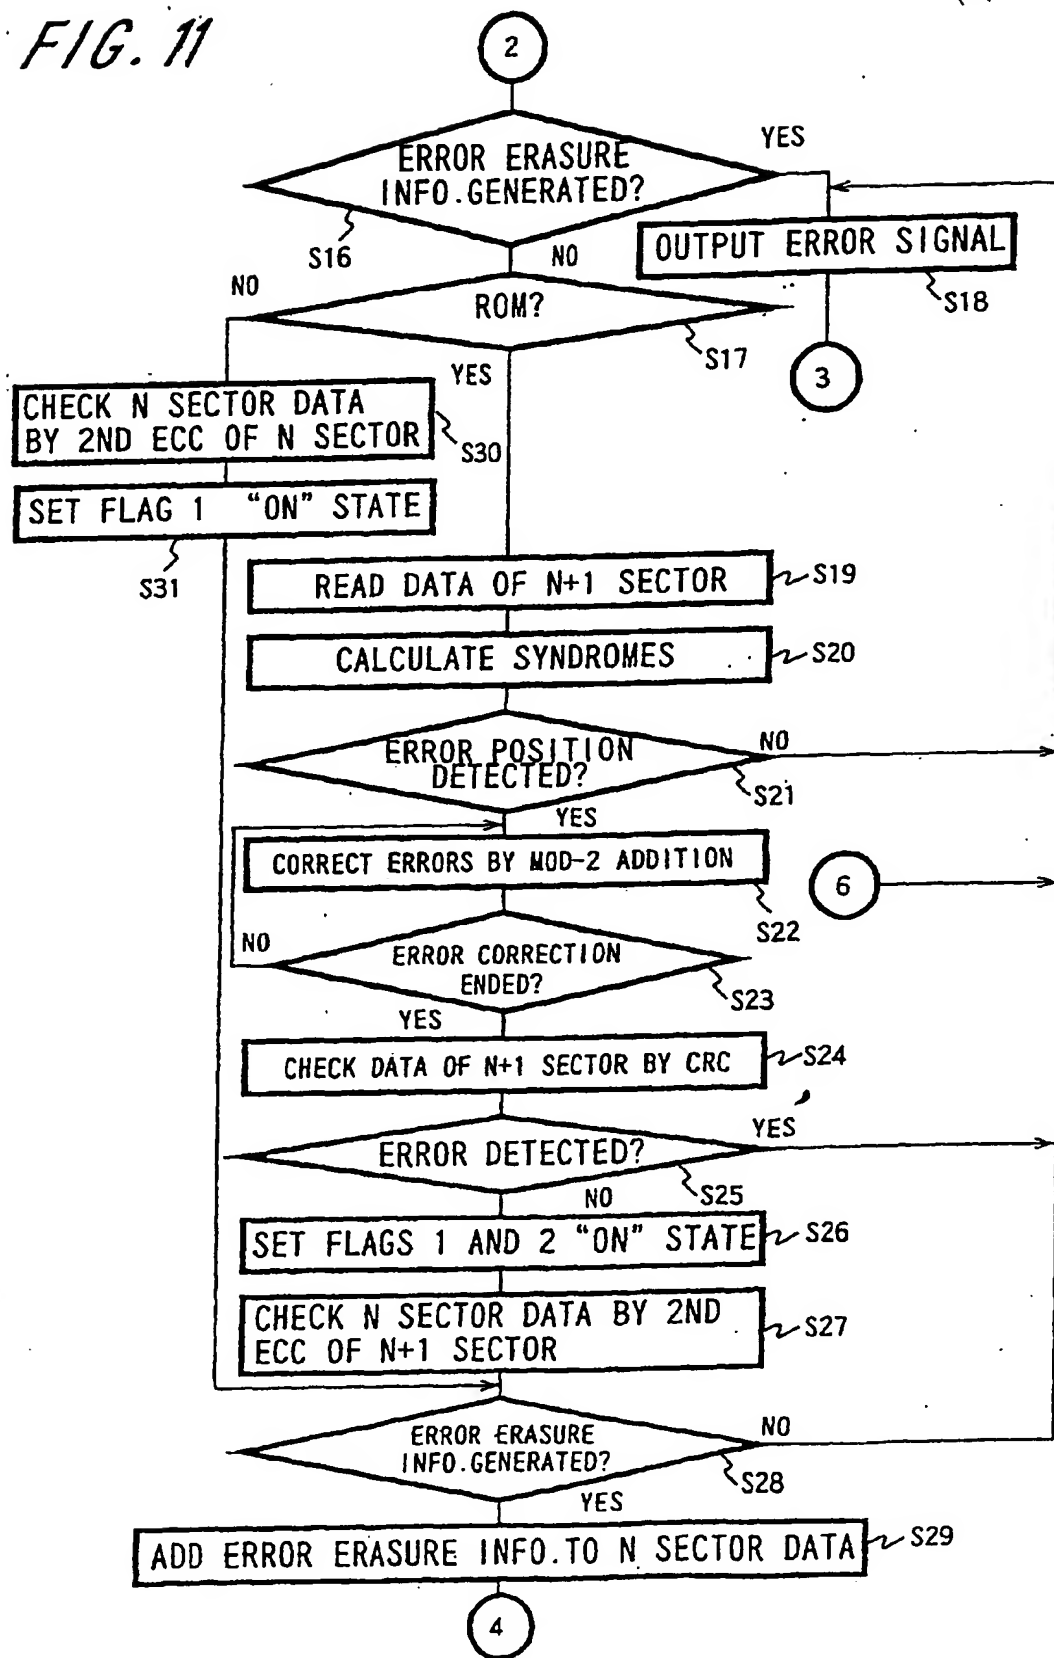 FIG. 11
2
ERROR ERASURE
INFO.GENERATED?
YES
S16
NO
OUTPUT ERROR SIGNAL
S18
3
NO
ROM?
S17
YES
CHECK N SECTOR DATA
BY 2ND ECC OF N SECTOR
S30
SET FLAG 1 “ON” STATE
S31
READ DATA OF N+1 SECTOR
S19
CALCULATE SYNDROMES
S20
ERROR POSITION
DETECTED?
NO
S21
YES
CORRECT ERRORS BY MOD-2 ADDITION
S22
6
NO
ERROR CORRECTION
ENDED?
S23
YES
CHECK DATA OF N+1 SECTOR BY CRC
S24
ERROR DETECTED?
YES
S25
NO
SET FLAGS 1 AND 2 “ON” STATE
S26
CHECK N SECTOR DATA BY 2ND
ECC OF N+1 SECTOR
S27
ERROR ERASURE
INFO.GENERATED?
NO
S28
YES
ADD ERROR ERASURE INFO.TO N SECTOR DATA
S29
4